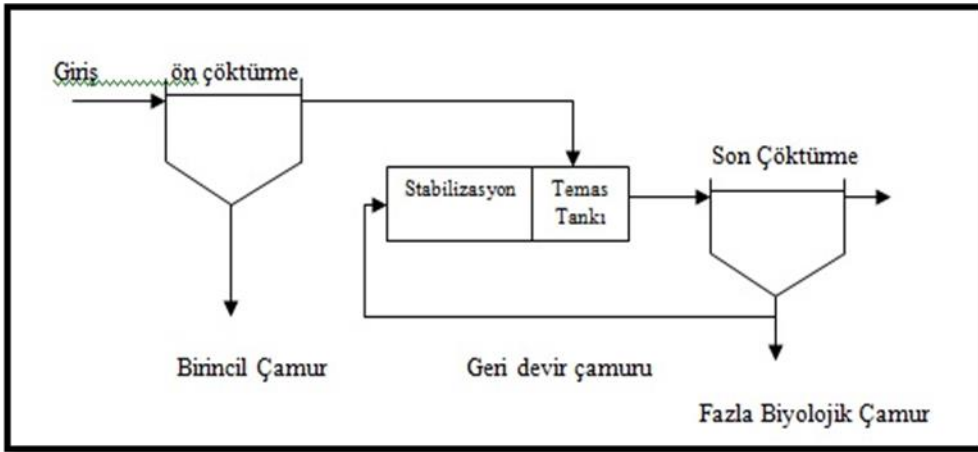 Giriş ön çöktürme
Son Çöktürme
Stabilizasyon
Temas
Tankı
Birincil Çamur
Geri devir çamuru
Fazla Biyolojik Çamur